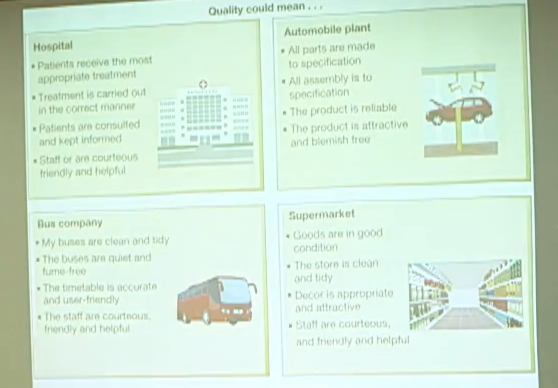 Quality could mean . . .
Hospital
• Patients receive the most
appropriate treatment
• Treatment is carried out
in the correct manner
• Patients are consulted
and kept informed
• Staff or are courteous
friendly and helpful
Automobile plant
• All parts are made
to specification
• All assembly is to
specification
• The product is reliable
• The product is attractive
and blemish free
Bus company
• My buses are clean and tidy
• The buses are quiet and
fume-free
• The timetable is accurate
and user-friendly
• The staff are courteous,
friendly and helpful
Supermarket
• Goods are in good
condition
• The store is clean
and tidy
• Decor is appropriate
and attractive
• Staff are courteous,
and friendly and helpful